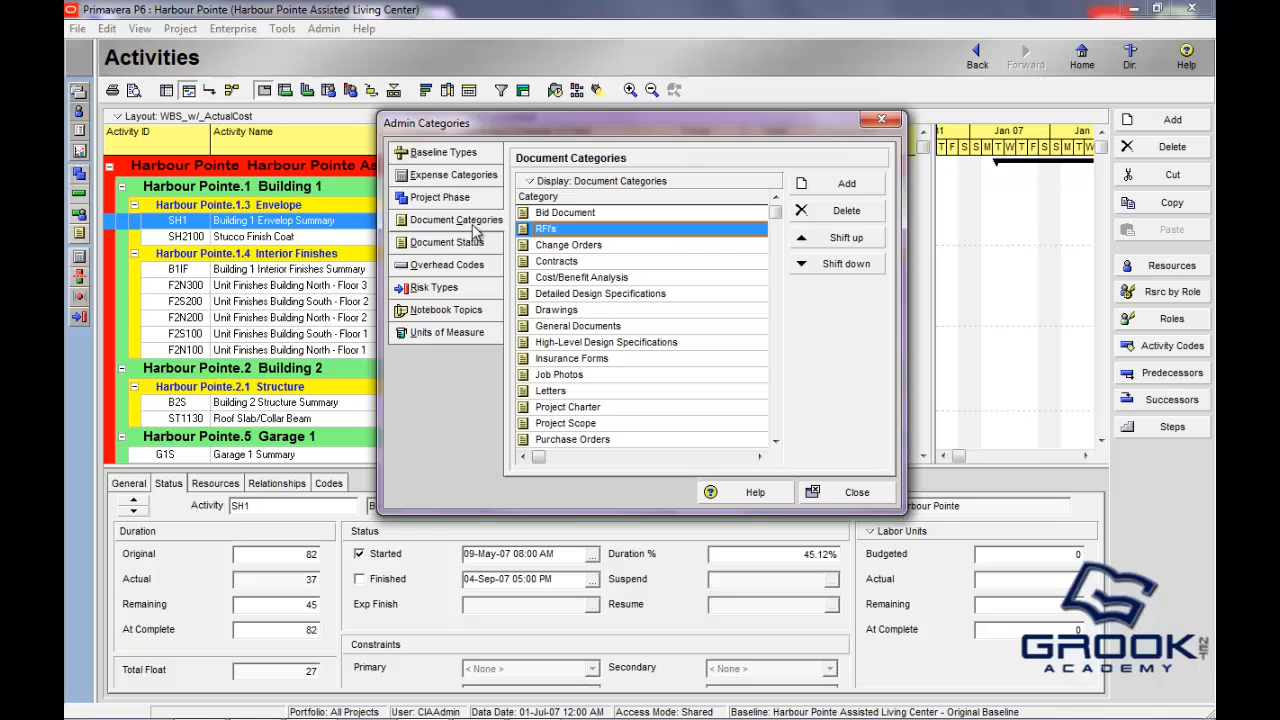 Primavera P6 : Harbour Pointe (Harbour Pointe Assisted Living Center)
File Edit View Project Enterprise Tools Admin Help
Activities
Back Forward Home Dir. Help
Layout: WBS_w/_ActualCost
Activity ID Activity Name
Jan 07 Jan
T F S S M T W T F S S M T W
Harbour Pointe Harbour Pointe As
Harbour Pointe.1 Building 1
Harbour Pointe.1.3 Envelope
SH1 Building 1 Envelop Summary
SH2100 Stucco Finish Coat
Harbour Pointe.1.4 Interior Finishes
B1IF Building 1 Interior Finishes Summary
F2N300 Unit Finishes Building North - Floor 3
F2S200 Unit Finishes Building South - Floor 2
F2N200 Unit Finishes Building North - Floor 2
F2S100 Unit Finishes Building South - Floor 1
F2N100 Unit Finishes Building North - Floor 1
Harbour Pointe.2 Building 2
Harbour Pointe.2.1 Structure
B2S Building 2 Structure Summary
ST1130 Roof Slab/Collar Beam
Harbour Pointe.5 Garage 1
G1S Garage 1 Summary
Admin Categories
Baseline Types
Expense Categories
Project Phase
Document Categories
Document Status
Overhead Codes
Risk Types
Notebook Topics
Units of Measure
Document Categories
Display: Document Categories
Category
Bid Document
RFI's
Change Orders
Contracts
Cost/Benefit Analysis
Detailed Design Specifications
Drawings
General Documents
High-Level Design Specifications
Insurance Forms
Job Photos
Letters
Project Charter
Project Scope
Purchase Orders
Add
Delete
Shift up
Shift down
Help Close
Add
Delete
Cut
Copy
Paste
Resources
Rsrc by Role
Roles
Activity Codes
Predecessors
Successors
Steps
General Status Resources Relationships Codes
Activity SH1 B arbour Pointe
Duration
Original 82
Actual 37
Remaining 45
At Complete 82
Total Float 27
Status
Started 09-May-07 08:00 AM Duration % 45.12%
Finished 04-Sep-07 05:00 PM Suspend
Exp Finish Resume
Constraints
Primary < None > Secondary < None >
Labor Units
Budgeted 0
Actual
Remaining
At Complete 0
GROOK .NET
ACADEMY
Portfolio: All Projects User: CIAAdmin Data Date: 01-Jul-07 12:00 AM Access Mode: Shared Baseline: Harbour Pointe Assisted Living Center - Original Baseline